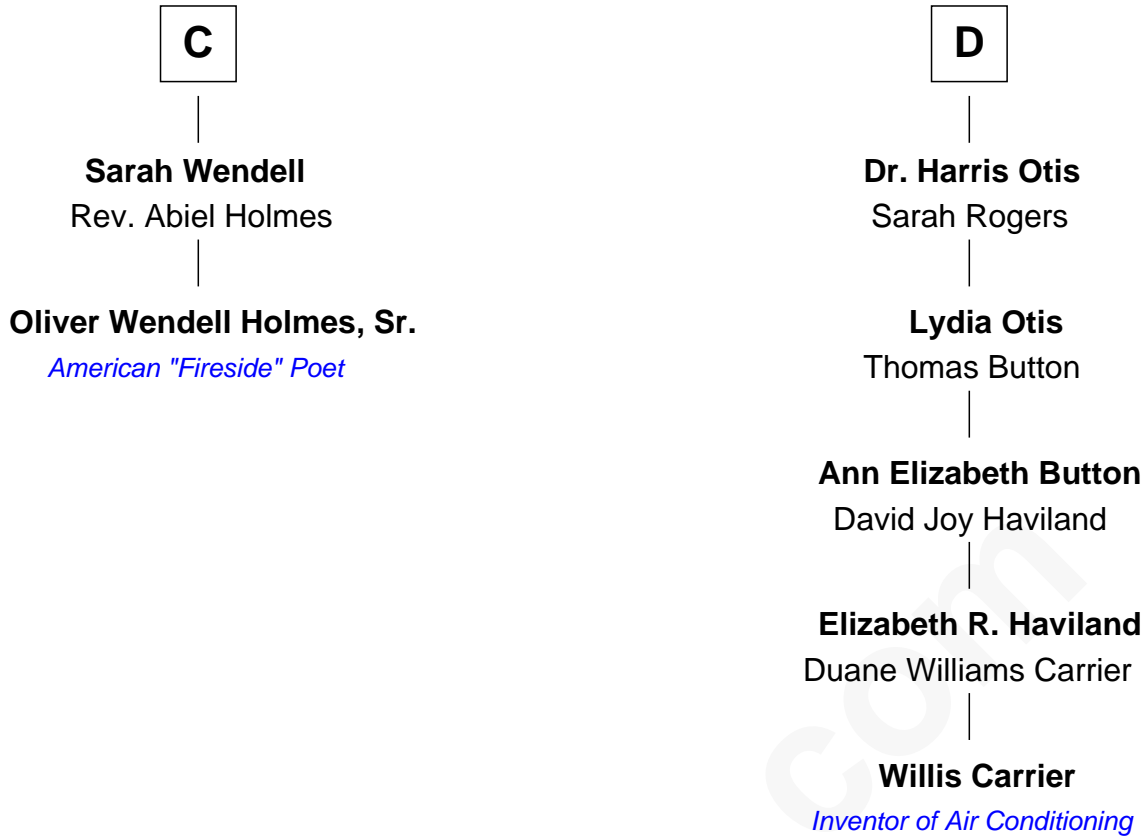 C
Sarah Wendell
Rev. Abiel Holmes
Oliver Wendell Holmes, Sr.
American "Fireside" Poet
D
Dr. Harris Otis
Sarah Rogers
Lydia Otis
Thomas Button
Ann Elizabeth Button
David Joy Haviland
Elizabeth R. Haviland
Duane Williams Carrier
Willis Carrier
Inventor of Air Conditioning
com